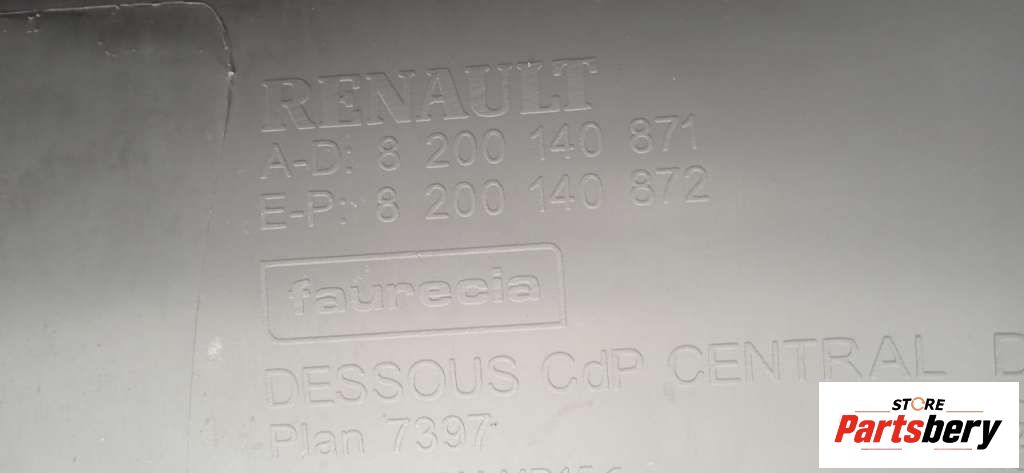 RENAULT
A-D: 8 200 140 871
E-P: 8 200 140 872
faurecia
DESSOUS CdP CENTRAL D
Plan 7397
STORE
Partsbery